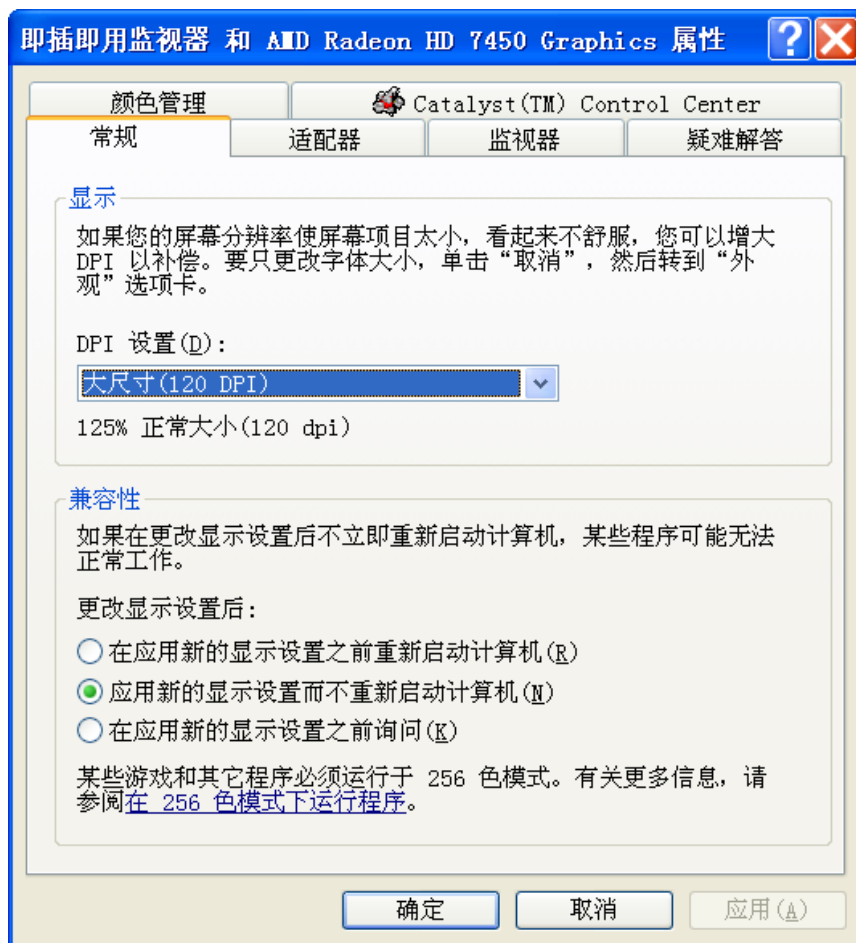 即插即用监视器 和 AMD Radeon HD 7450 Graphics 属性
颜色管理
Catalyst(TM) Control Center
常规
适配器
监视器
疑难解答
显示
如果您的屏幕分辨率使屏幕项目太小，看起来不舒服，您可以增大
DPI 以补偿。要只更改字体大小，单击“取消”，然后转到“外
观”选项卡。
DPI 设置(D):
大尺寸(120 DPI)
125% 正常大小(120 dpi)
兼容性
如果在更改显示设置后不立即重新启动计算机，某些程序可能无法
正常工作。
更改显示设置后:
在应用新的显示设置之前重新启动计算机(R)
应用新的显示设置而不重新启动计算机(N)
在应用新的显示设置之前询问(K)
某些游戏和其它程序必须运行于 256 色模式。有关更多信息，请
参阅在 256 色模式下运行程序。
确定
取消
应用(A)